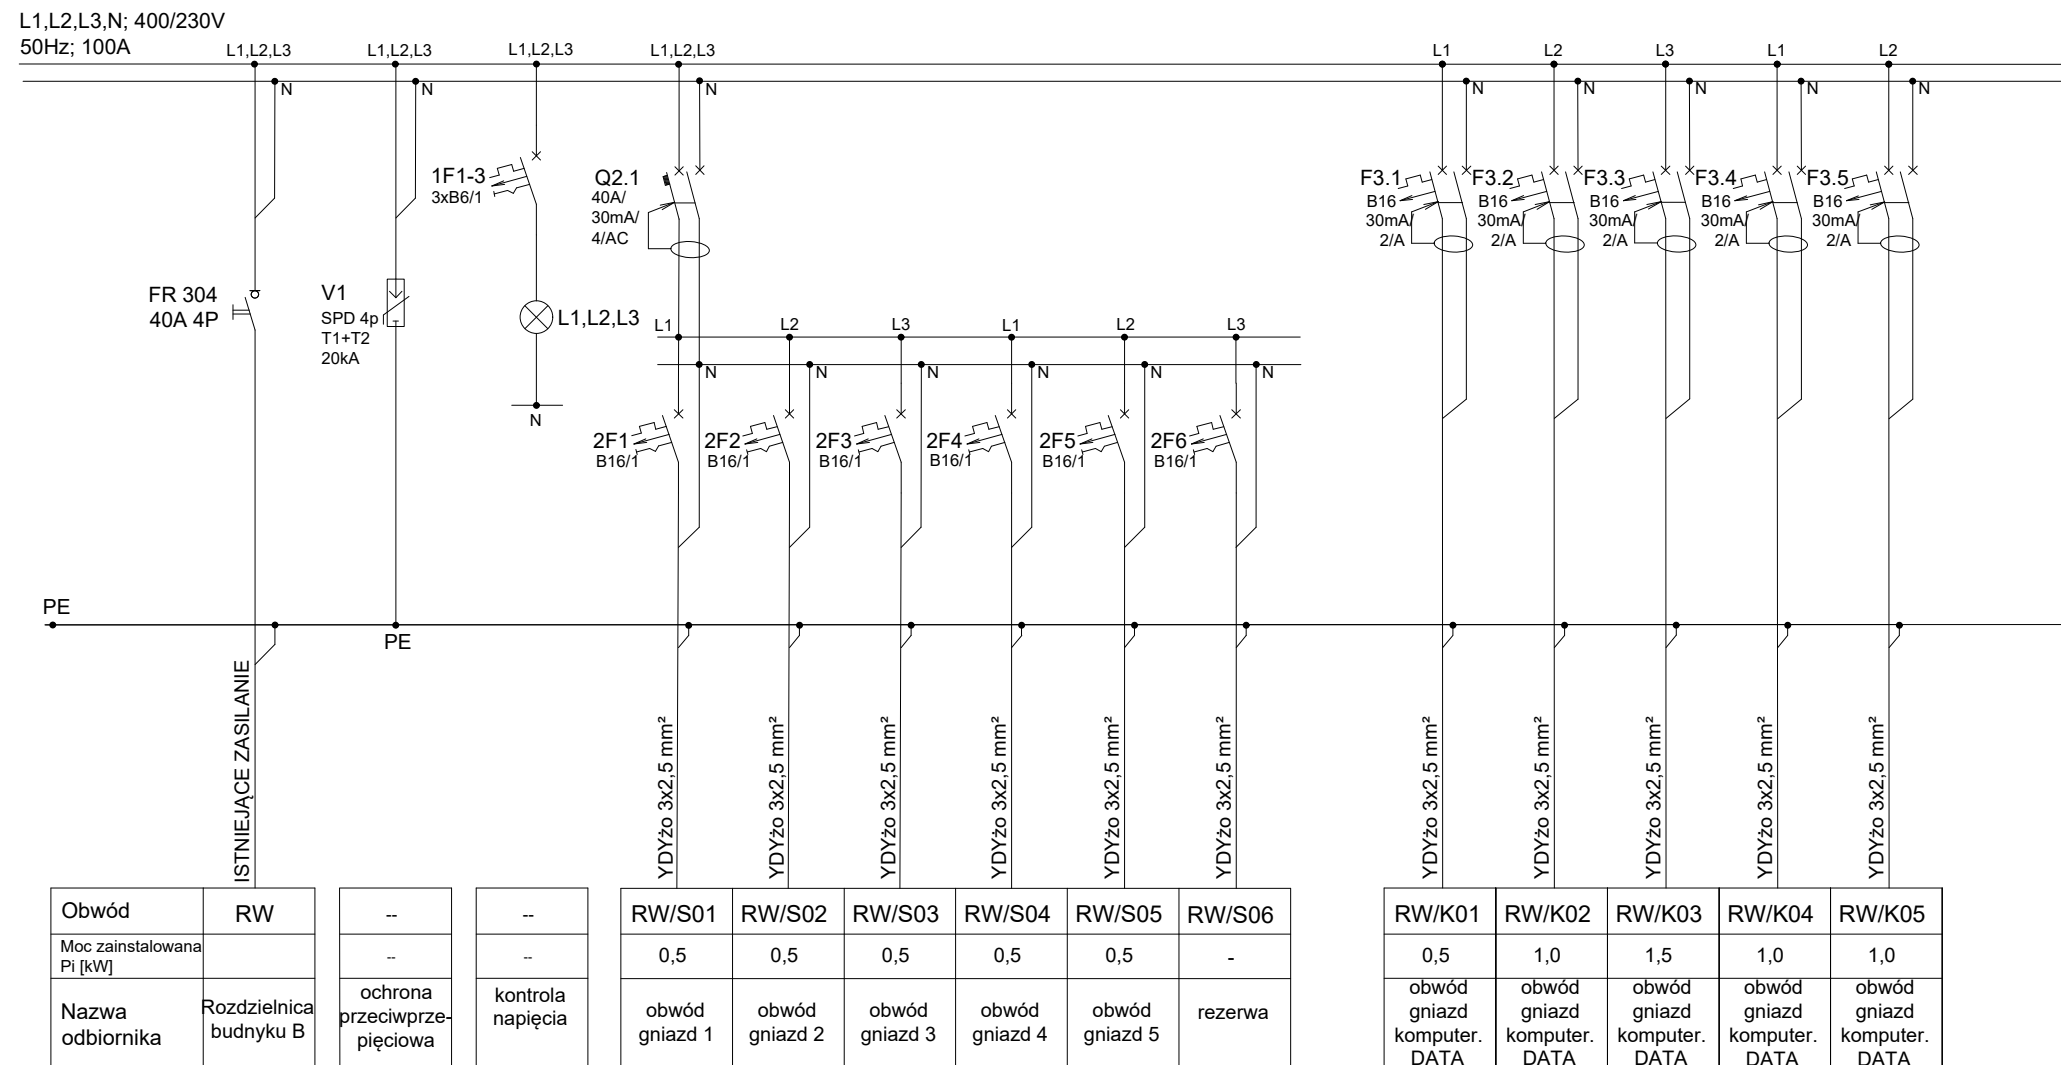 L1,L2,L3,N; 400/230V
50Hz; 100A
L1,L2,L3
L1,L2,L3
L1,L2,L3
L1,L2,L3
L1
L2
L3
L1
L2
N
N
N
N
N
N
N
N
1F1-3
3xB6/1
Q2.1
40A/
30mA/
4/AC
F3.1
B16
30mA/
2/A
F3.2
B16
30mA/
2/A
F3.3
B16
30mA/
2/A
F3.4
B16
30mA/
2/A
F3.5
B16
30mA/
2/A
FR 304
40A 4P
V1
SPD 4p
T1+T2
20kA
L1,L2,L3
N
L1
L2
L3
L1
L2
L3
N
N
N
N
N
N
2F1
B16/1
2F2
B16/1
2F3
B16/1
2F4
B16/1
2F5
B16/1
2F6
B16/1
PE
PE
ISTNIEJĄCE ZASILANIE
YDYżo 3x2,5 mm²
YDYżo 3x2,5 mm²
YDYżo 3x2,5 mm²
YDYżo 3x2,5 mm²
YDYżo 3x2,5 mm²
YDYżo 3x2,5 mm²
YDYżo 3x2,5 mm²
YDYżo 3x2,5 mm²
YDYżo 3x2,5 mm²
YDYżo 3x2,5 mm²
YDYżo 3x2,5 mm²
Obwód RW -- -- RW/S01 RW/S02 RW/S03 RW/S04 RW/S05 RW/S06 RW/K01 RW/K02 RW/K03 RW/K04 RW/K05
Moc zainstalowana
Pi [kW]
-- -- 0,5 0,5 0,5 0,5 0,5 - 0,5 1,0 1,5 1,0 1,0
Nazwa
odbiornika
Rozdzielnica
budnyku B
ochrona
przeciwprze-
pięciowa
kontrola
napięcia
obwód
gniazd 1
obwód
gniazd 2
obwód
gniazd 3
obwód
gniazd 4
obwód
gniazd 5
rezerwa
obwód
gniazd
komputer.
DATA
obwód
gniazd
komputer.
DATA
obwód
gniazd
komputer.
DATA
obwód
gniazd
komputer.
DATA
obwód
gniazd
komputer.
DATA